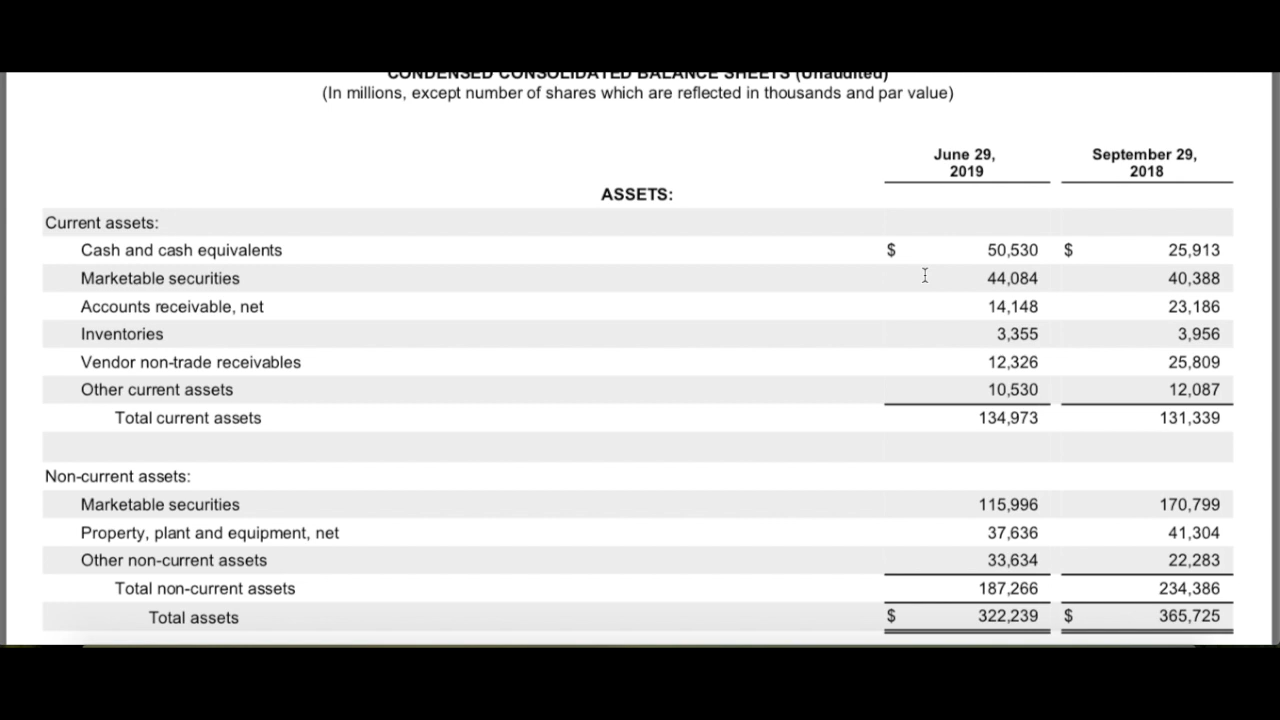 CONDENSED CONSOLIDATED BALANCE SHEETS (Unaudited)
(In millions, except number of shares which are reflected in thousands and par value)
June 29, 2019 September 29, 2018
ASSETS:
Current assets:
Cash and cash equivalents $ 50,530 $ 25,913
Marketable securities 44,084 40,388
Accounts receivable, net 14,148 23,186
Inventories 3,355 3,956
Vendor non-trade receivables 12,326 25,809
Other current assets 10,530 12,087
Total current assets 134,973 131,339
Non-current assets:
Marketable securities 115,996 170,799
Property, plant and equipment, net 37,636 41,304
Other non-current assets 33,634 22,283
Total non-current assets 187,266 234,386
Total assets $ 322,239 $ 365,725